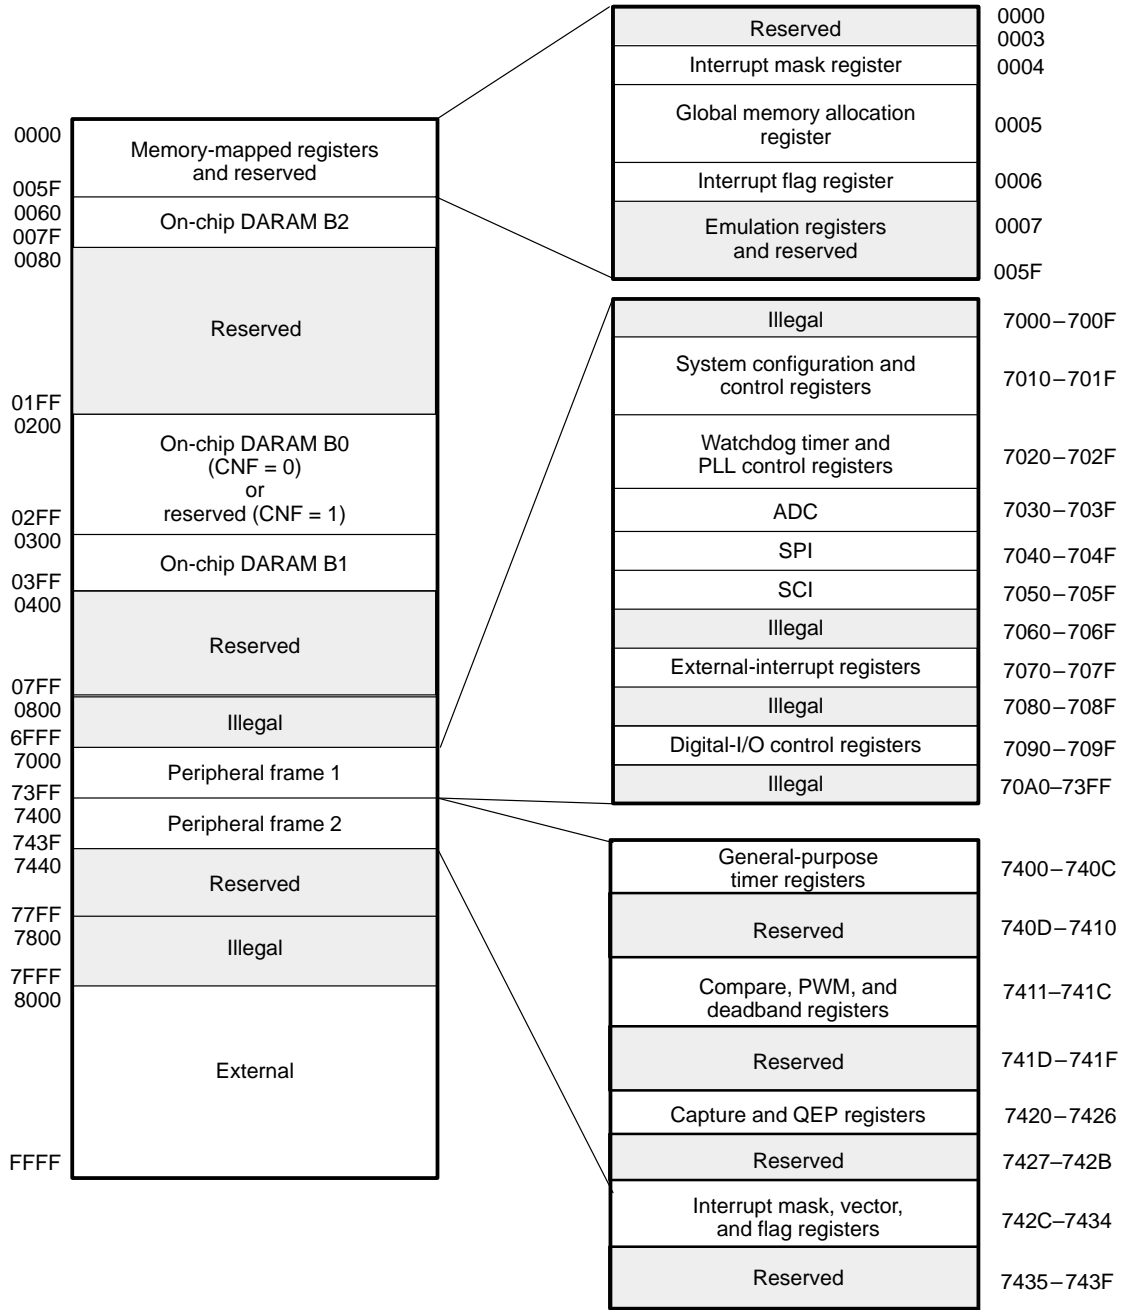 0000
Memory-mapped registers
and reserved
005F
0060
On-chip DARAM B2
007F
0080
Reserved
01FF
0200
On-chip DARAM B0
(CNF = 0)
or
reserved (CNF = 1)
02FF
0300
On-chip DARAM B1
03FF
0400
Reserved
07FF
0800
Illegal
6FFF
7000
Peripheral frame 1
73FF
7400
Peripheral frame 2
743F
7440
Reserved
77FF
7800
Illegal
7FFF
8000
External
FFFF
Reserved
0000
0003
Interrupt mask register
0004
Global memory allocation
register
0005
Interrupt flag register
0006
Emulation registers
and reserved
0007
005F
Illegal
7000–700F
System configuration and
control registers
7010–701F
Watchdog timer and
PLL control registers
7020–702F
ADC
7030–703F
SPI
7040–704F
SCI
7050–705F
Illegal
7060–706F
External-interrupt registers
7070–707F
Illegal
7080–708F
Digital-I/O control registers
7090–709F
Illegal
70A0–73FF
General-purpose
timer registers
7400–740C
Reserved
740D–7410
Compare, PWM, and
deadband registers
7411–741C
Reserved
741D–741F
Capture and QEP registers
7420–7426
Reserved
7427–742B
Interrupt mask, vector,
and flag registers
742C–7434
Reserved
7435–743F